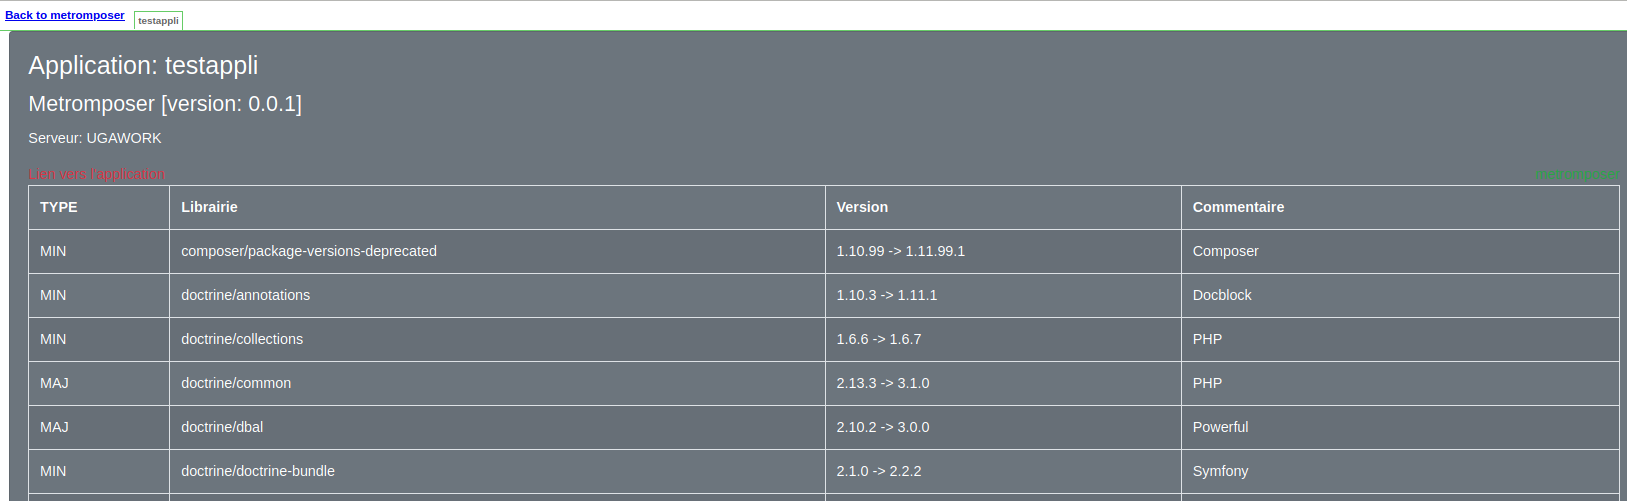 Back to metromposer testappli
Application: testappli
Metromposer [version: 0.0.1]
Serveur: UGAWORK
Lien vers l'application metromposer
TYPE Librairie Version Commentaire
MIN composer/package-versions-deprecated 1.10.99 -> 1.11.99.1 Composer
MIN doctrine/annotations 1.10.3 -> 1.11.1 Docblock
MIN doctrine/collections 1.6.6 -> 1.6.7 PHP
MAJ doctrine/common 2.13.3 -> 3.1.0 PHP
MAJ doctrine/dbal 2.10.2 -> 3.0.0 Powerful
MIN doctrine/doctrine-bundle 2.1.0 -> 2.2.2 Symfony